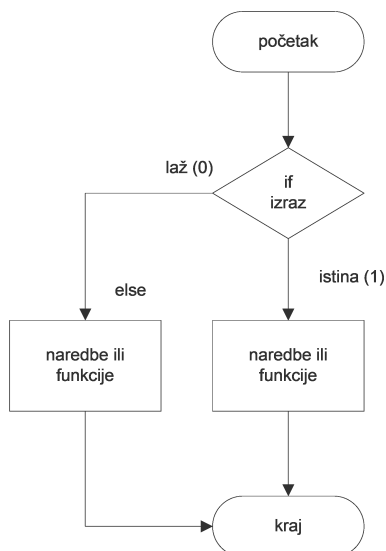 početak
laž (0)
if
izraz
istina (1)
else
naredbe ili
funkcije
naredbe ili
funkcije
kraj